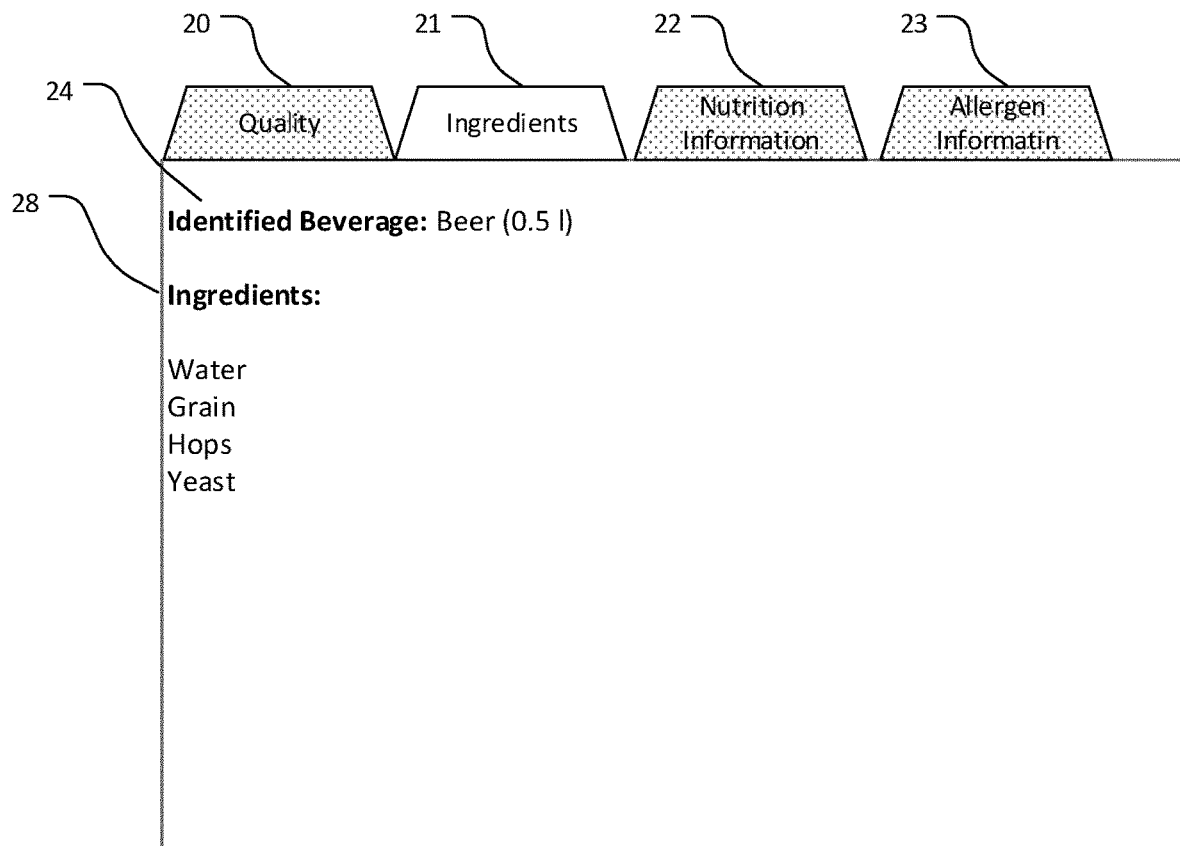 20
21
22
23
24
Quality
Ingredients
Nutrition
Information
Allergen
Informatin
28
Identified Beverage: Beer (0.5 l)
Ingredients:
Water
Grain
Hops
Yeast